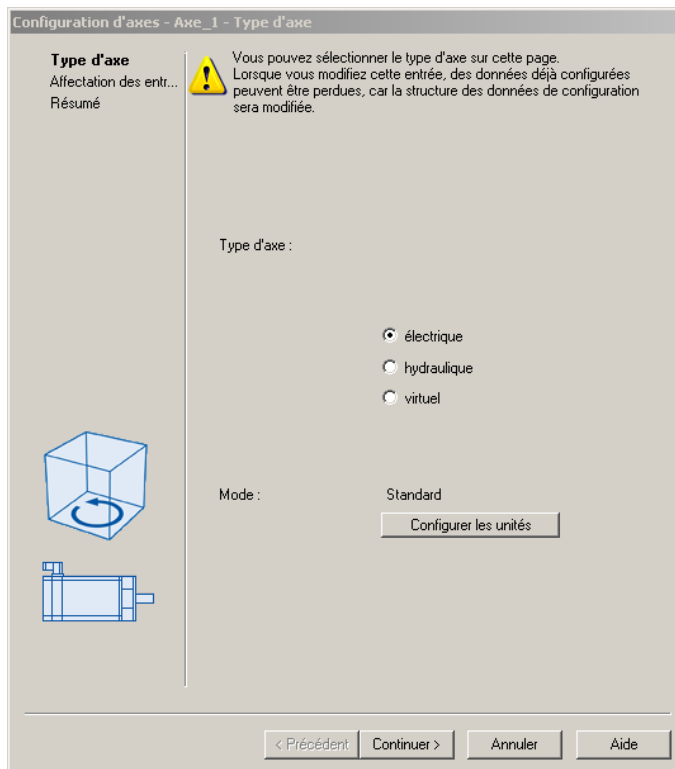 Configuration d'axes - Axe_1 - Type d'axe
Type d'axe
Affectation des entr...
Résumé
Vous pouvez sélectionner le type d'axe sur cette page.
Lorsque vous modifiez cette entrée, des données déjà configurées
peuvent être perdues, car la structure des données de configuration
sera modifiée.
Type d'axe :
électrique
hydraulique
virtuel
Mode :
Standard
Configurer les unités
< Précédent
Continuer >
Annuler
Aide